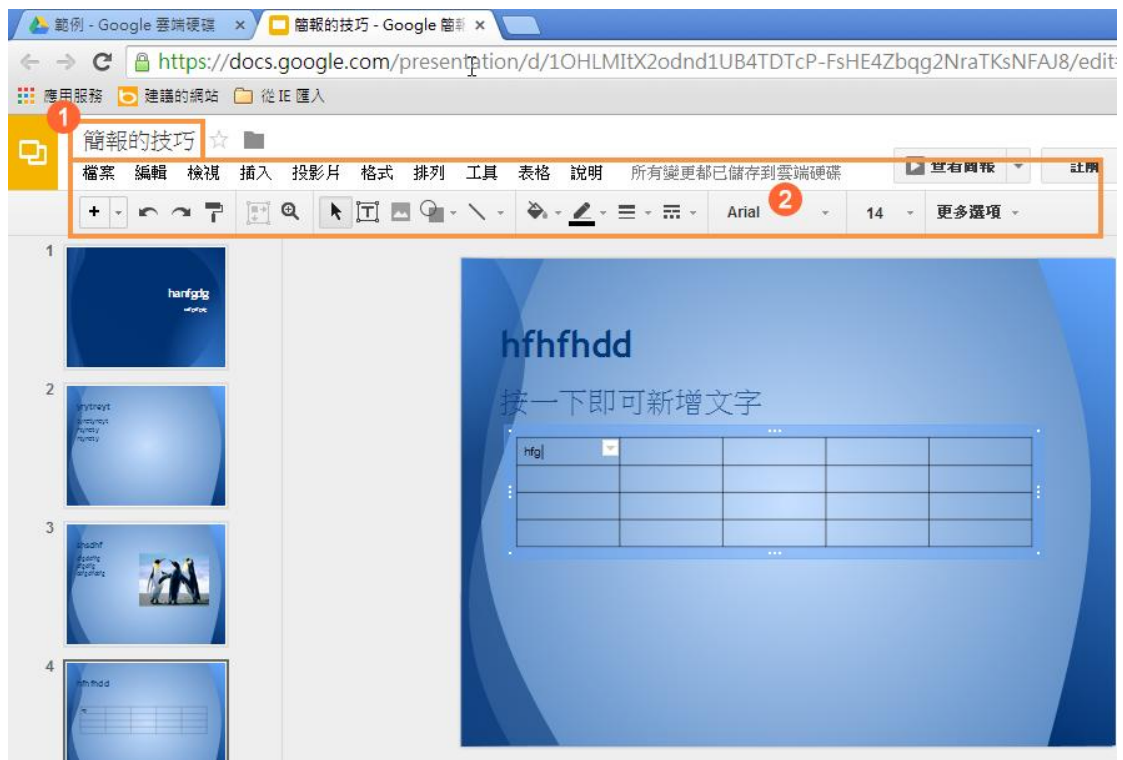 範例 - Google 雲端硬碟
簡報的技巧 - Google 簡報
https://docs.google.com/presentation/d/1OHLMItX2odnd1UB4TDTcP-FsHE4Zbqg2NraTKsNFAJ8/edit
應用服務 建議的網站 從 IE 匯入
1
簡報的技巧
檔案 編輯 檢視 插入 投影片 格式 排列 工具 表格 說明 所有變更都已儲存到雲端硬碟 查看簡報 註關
2
Arial 14 更多選項
1
hanfgdg
2
3
4
hfhfhdd
hfhfhdd
按一下即可新增文字
hfg